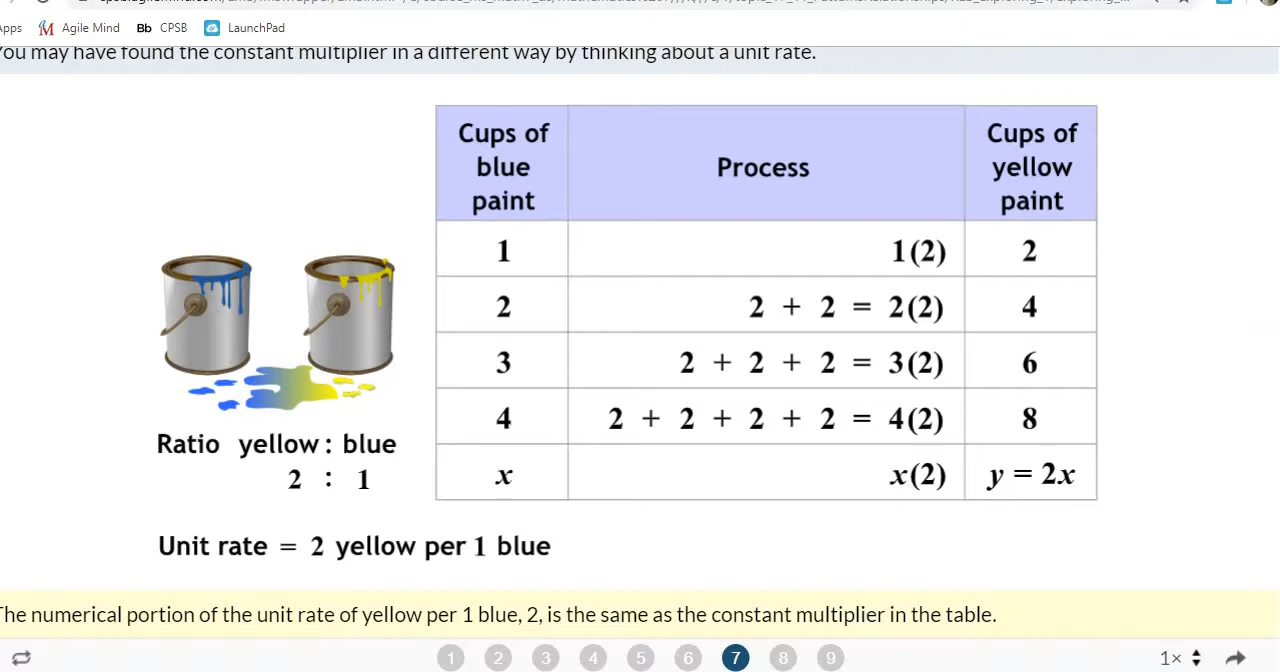 Agile Mind Bb CPSB LaunchPad
You may have found the constant multiplier in a different way by thinking about a unit rate.
Cups of blue paint Process Cups of yellow paint
1 1(2) 2
2 2 + 2 = 2(2) 4
3 2 + 2 + 2 = 3(2) 6
4 2 + 2 + 2 + 2 = 4(2) 8
x x(2) y = 2x
Ratio yellow : blue
2 : 1
Unit rate = 2 yellow per 1 blue
The numerical portion of the unit rate of yellow per 1 blue, 2, is the same as the constant multiplier in the table.
1 2 3 4 5 6 7 8 9 1×